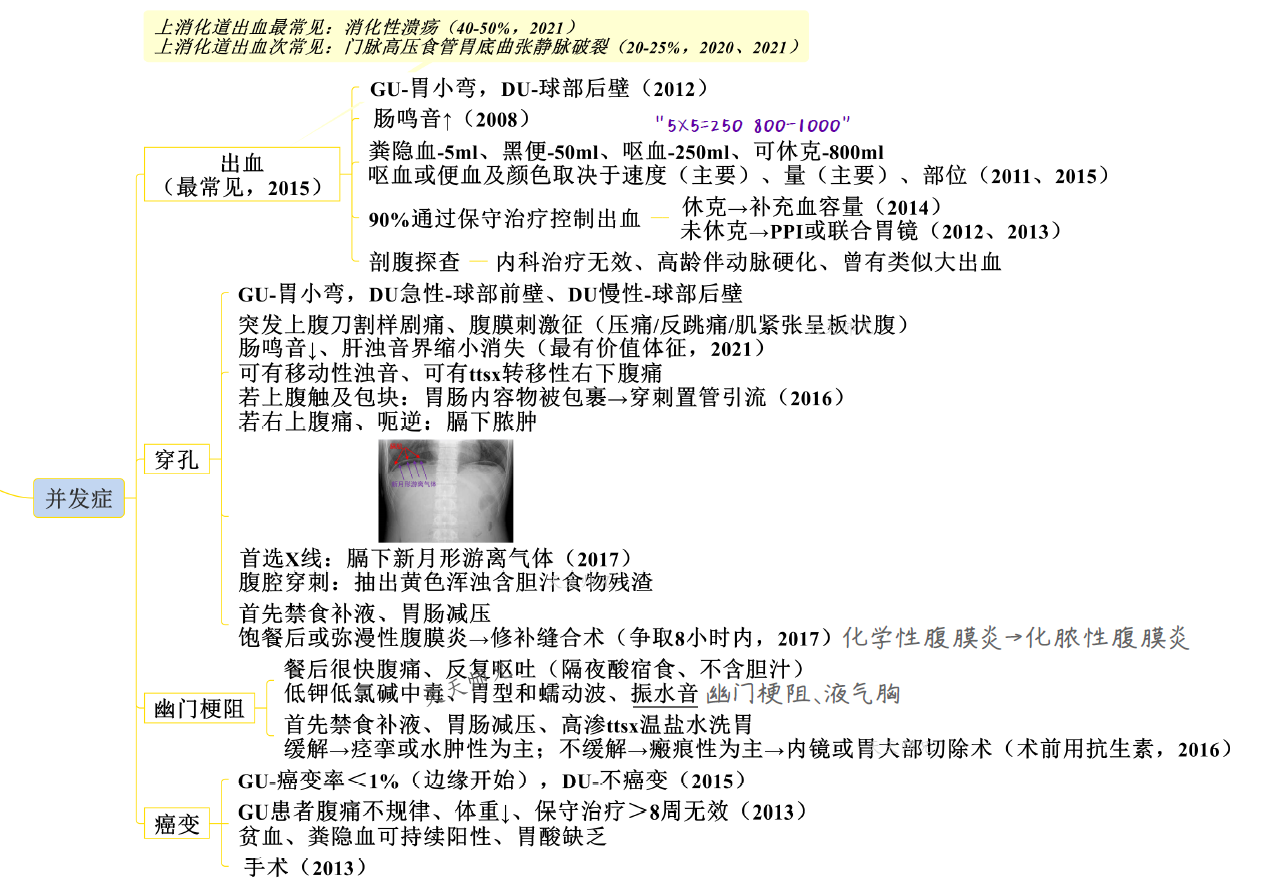 上消化道出血最常见：消化性溃疡（40-50%，2021）
上消化道出血次常见：门脉高压食管胃底曲张静脉破裂（20-25%，2020、2021）
并发症
出血
（最常见，2015）
GU-胃小弯，DU-球部后壁（2012）
肠鸣音↑（2008）
"5×5=250 800-1000"
粪隐血-5ml、黑便-50ml、呕血-250ml、可休克-800ml
呕血或便血及颜色取决于速度（主要）、量（主要）、部位（2011、2015）
90%通过保守治疗控制出血
休克→补充血容量（2014）
未休克→PPI或联合胃镜（2012、2013）
剖腹探查
内科治疗无效、高龄伴动脉硬化、曾有类似大出血
穿孔
GU-胃小弯，DU急性-球部前壁、DU慢性-球部后壁
突发上腹刀割样剧痛、腹膜刺激征（压痛/反跳痛/肌紧张呈板状腹）
肠鸣音↓、肝浊音界缩小消失（最有价值体征，2021）
可有移动性浊音、可有ttsx转移性右下腹痛
若上腹触及包块：胃肠内容物被包裹→穿刺置管引流（2016）
若右上腹痛、呃逆：膈下脓肿
新月形游离气体
首选X线：膈下新月形游离气体（2017）
腹腔穿刺：抽出黄色浑浊含胆汁食物残渣
首先禁食补液、胃肠减压
饱餐后或弥漫性腹膜炎→修补缝合术（争取8小时内，2017）化学性腹膜炎→化脓性腹膜炎
幽门梗阻
餐后很快腹痛、反复呕吐（隔夜酸宿食、不含胆汁）
低钾低氯碱中毒、胃型和蠕动波、振水音 幽门梗阻、液气胸
首先禁食补液、胃肠减压、高渗ttsx温盐水洗胃
缓解→痉挛或水肿性为主；不缓解→瘢痕性为主→内镜或胃大部切除术（术前用抗生素，2016）
癌变
GU-癌变率＜1%（边缘开始），DU-不癌变（2015）
GU患者腹痛不规律、体重↓、保守治疗＞8周无效（2013）
贫血、粪隐血可持续阳性、胃酸缺乏
手术（2013）